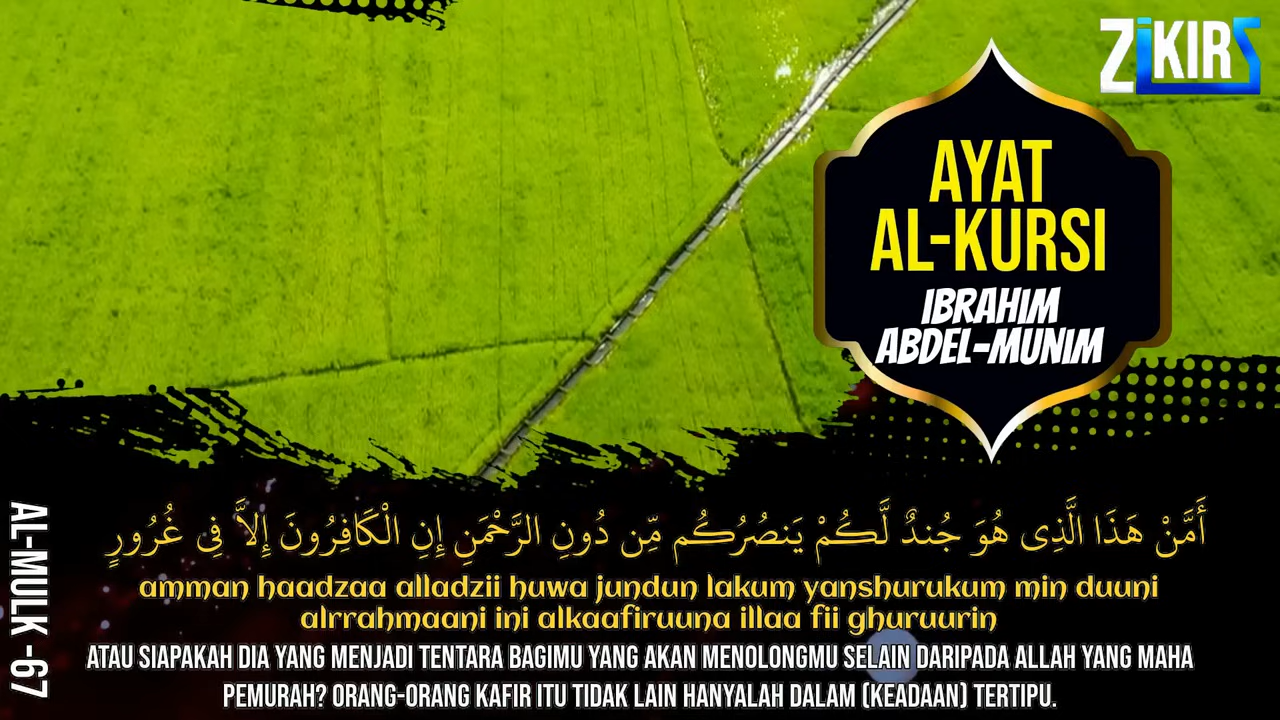 ZiKIRS
AYAT
AL-KURSI
IBRAHIM
ABDEL-MUNIM
AL-MULK -67
أَمَّنْ هَذَا الَّذِى هُوَ جُندٌ لَّكُمْ يَنصُرُكُم مِّن دُونِ الرَّحْمَنِ إِنِ الْكَافِرُونَ إِلاَّ فِى غُرُورٍ
amman haadzaa alladzii huwa jundun lakum yanshurukum min duuni
alrrahmaani ini alkaafiruuna illaa fii ghuruurin
ATAU SIAPAKAH DIA YANG MENJADI TENTARA BAGIMU YANG AKAN MENOLONGMU SELAIN DARIPADA ALLAH YANG MAHA
PEMURAH? ORANG-ORANG KAFIR ITU TIDAK LAIN HANYALAH DALAM (KEADAAN) TERTIPU.